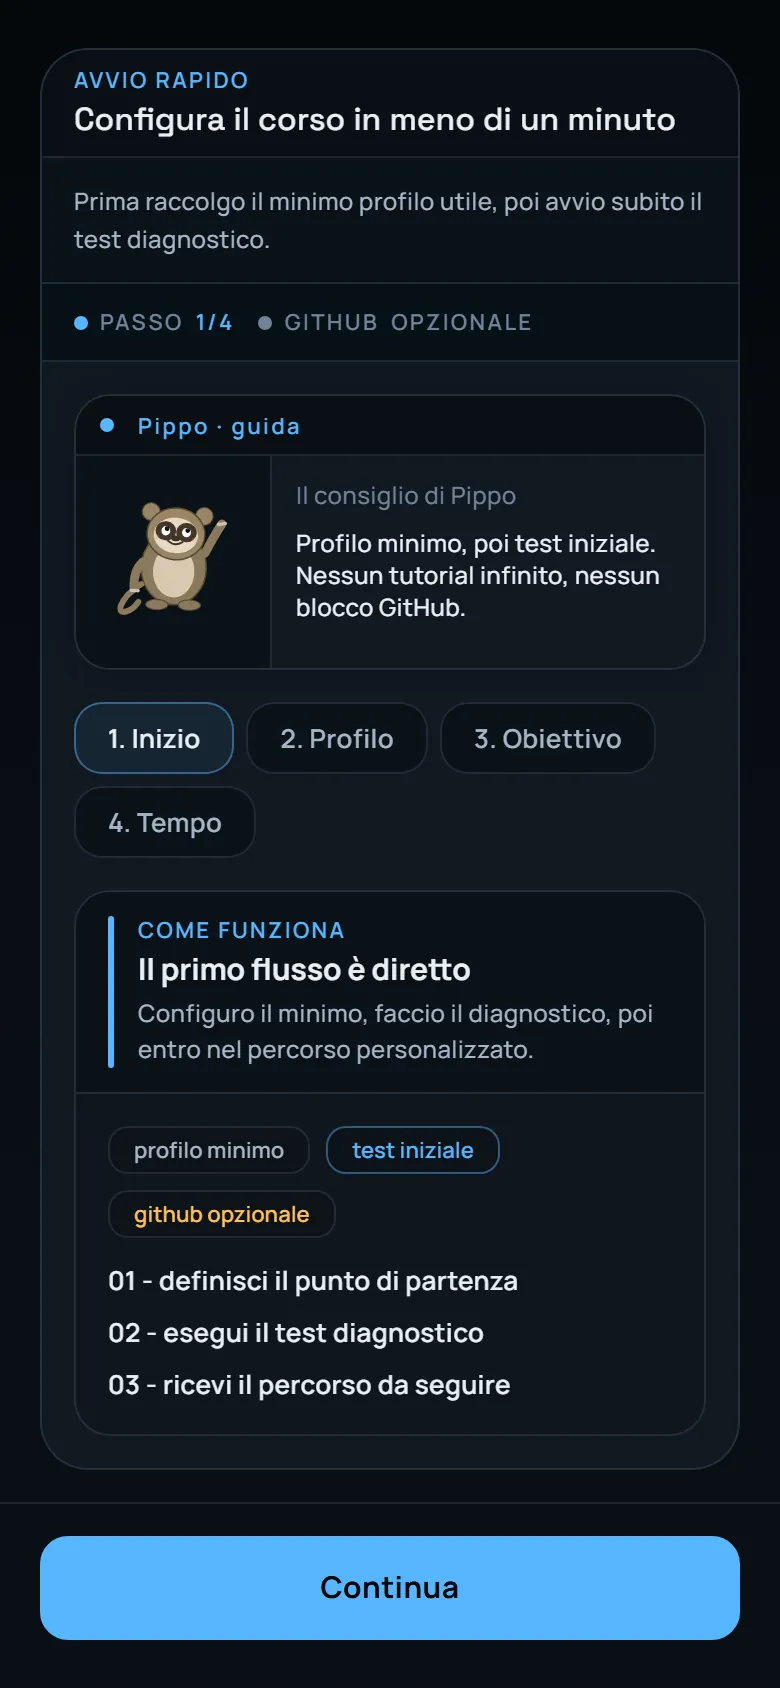 AVVIO RAPIDO
Configura il corso in meno di un minuto
Prima raccolgo il minimo profilo utile, poi avvio subito il
test diagnostico.
PASSO 1/4 GITHUB OPZIONALE
Pippo · guida
Il consiglio di Pippo
Profilo minimo, poi test iniziale.
Nessun tutorial infinito, nessun
blocco GitHub.
1. Inizio
2. Profilo
3. Obiettivo
4. Tempo
COME FUNZIONA
Il primo flusso è diretto
Configuro il minimo, faccio il diagnostico, poi
entro nel percorso personalizzato.
profilo minimo
test iniziale
github opzionale
01 - definisci il punto di partenza
02 - esegui il test diagnostico
03 - ricevi il percorso da seguire
Continua